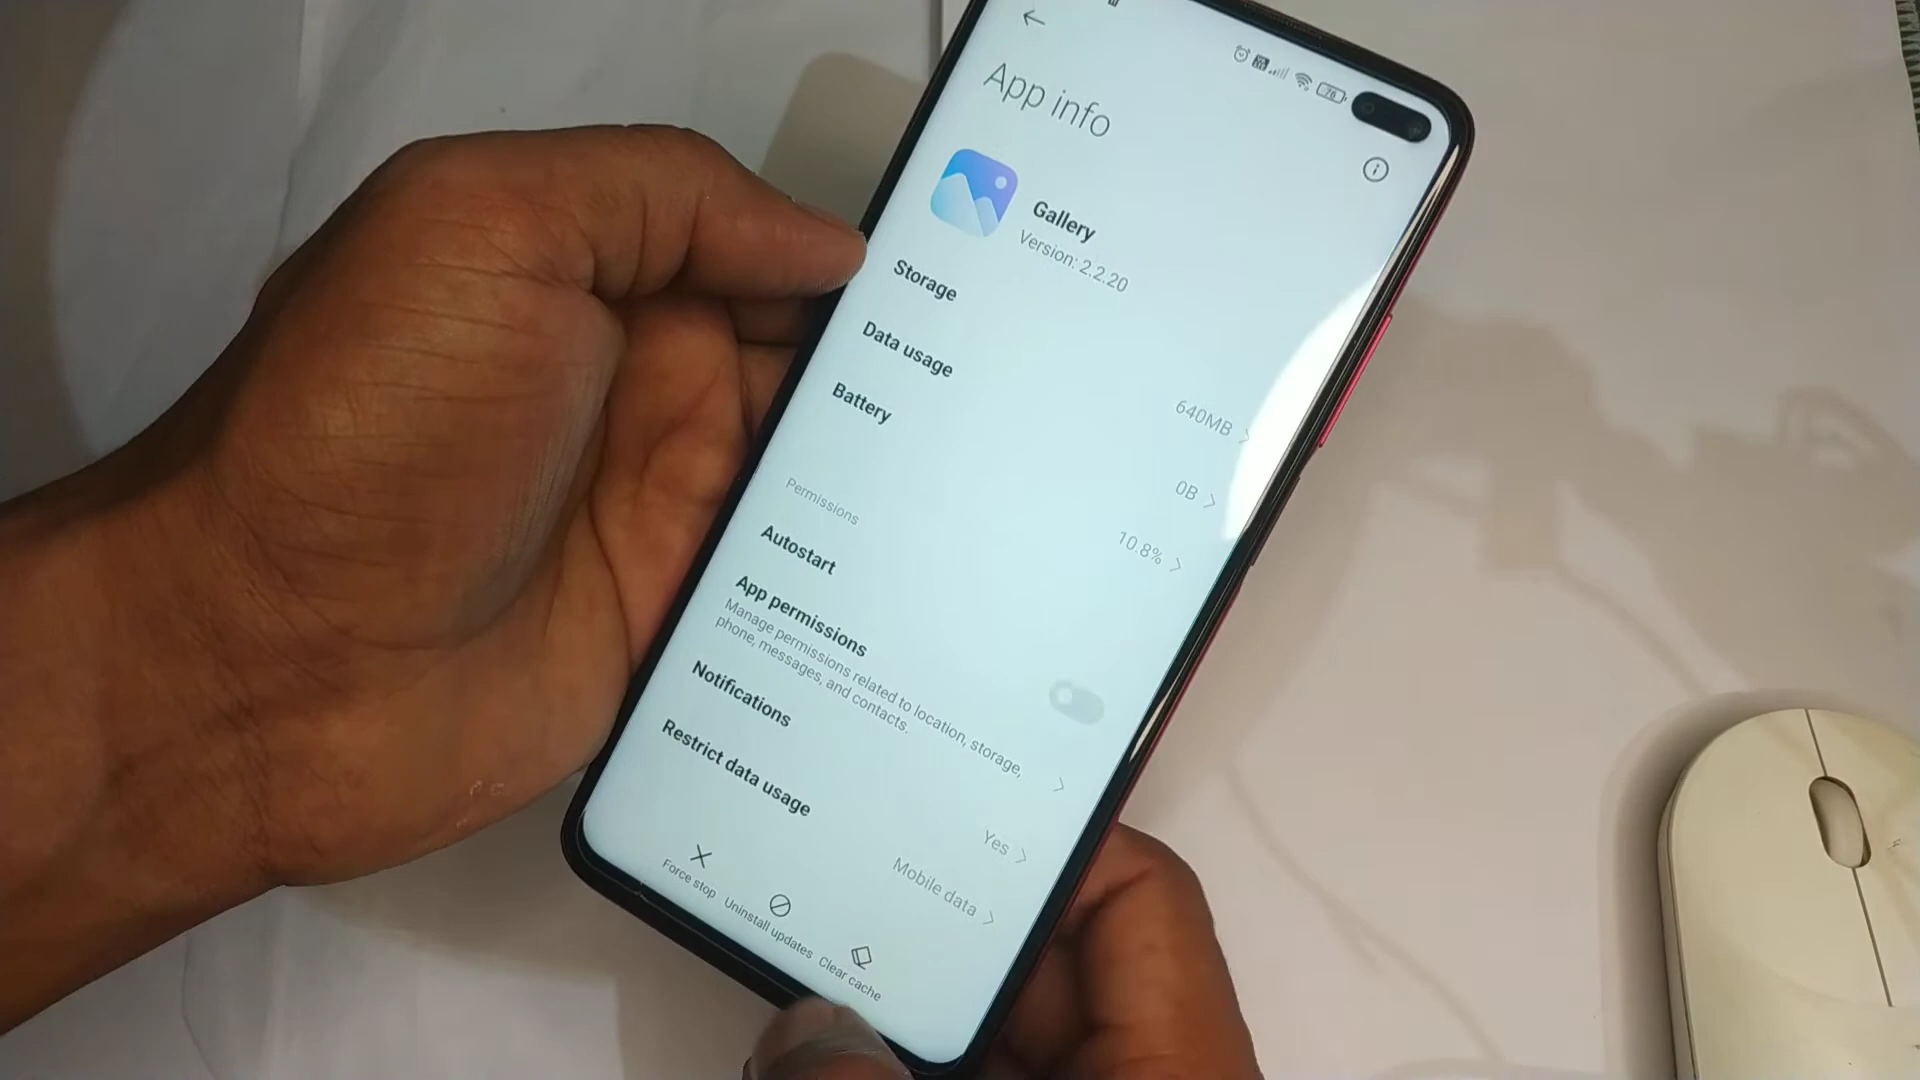 76
App info
Gallery
Version: 2.2.20
Storage
640MB
Data usage
0B
Battery
10.8%
Permissions
Autostart
App permissions
Manage permissions related to location, storage,
phone, messages, and contacts.
Notifications
Yes
Restrict data usage
Mobile data
Force stop
Uninstall updates
Clear cache